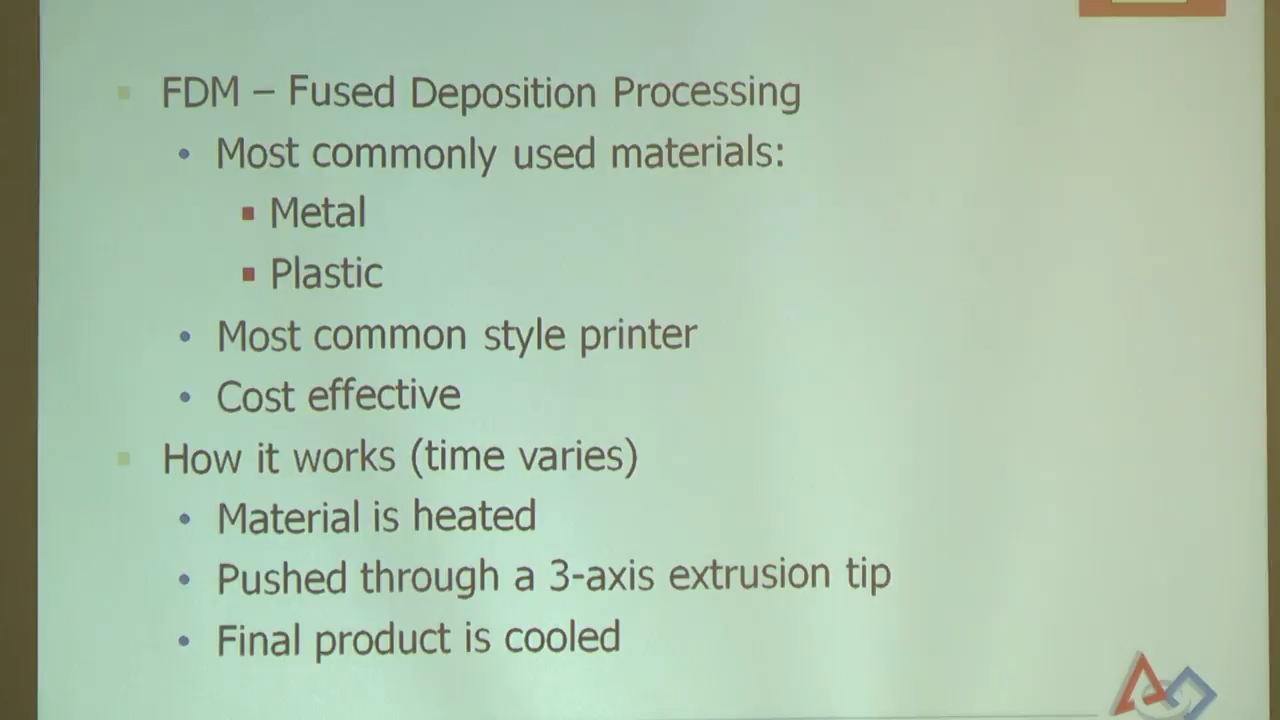 FDM – Fused Deposition Processing
Most commonly used materials:
Metal
Plastic
Most common style printer
Cost effective
How it works (time varies)
Material is heated
Pushed through a 3-axis extrusion tip
Final product is cooled